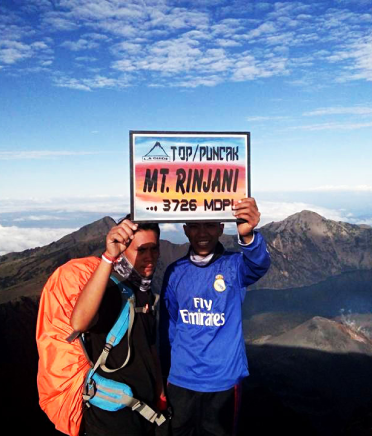 TOP/PUNCAK
MT. RINJANI
... 3726 MDPL
Fly
Emirates